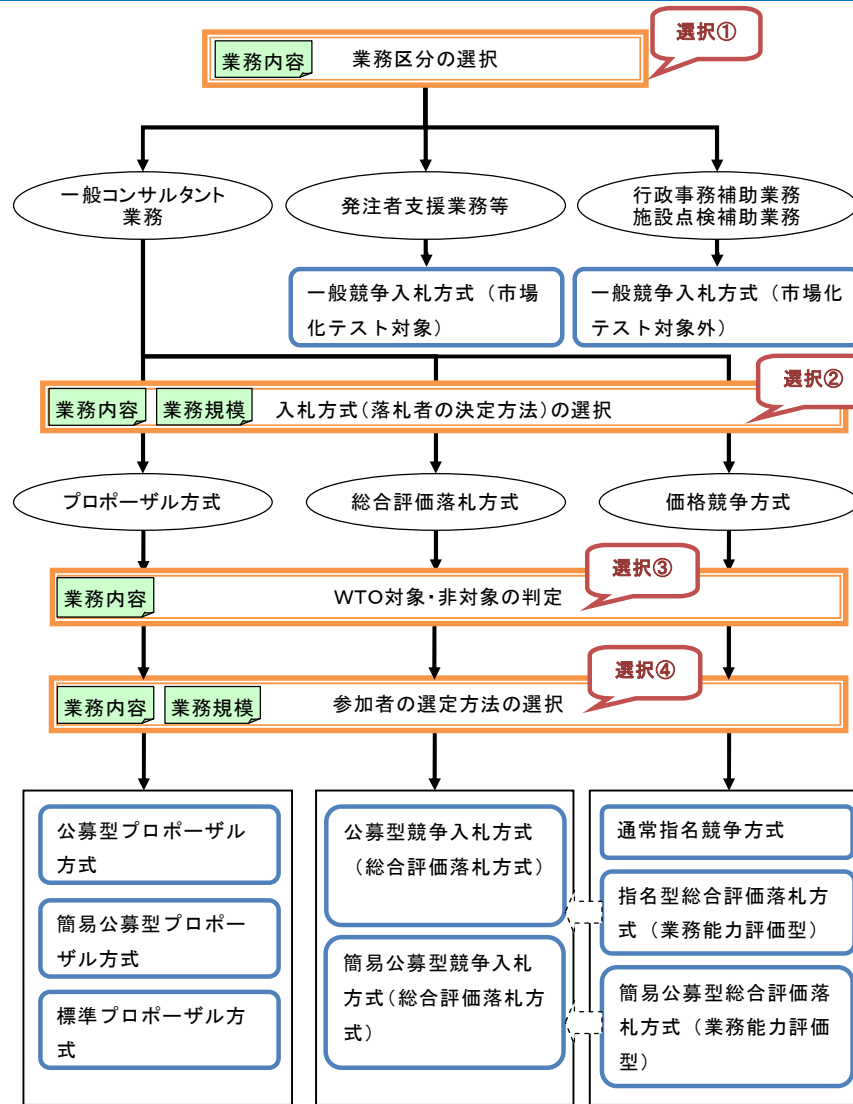 選択①
業務内容
業務区分の選択
一般コンサルタント
業務
発注者支援業務等
行政事務補助業務
施設点検補助業務
一般競争入札方式（市場
化テスト対象）
一般競争入札方式（市場化
テスト対象外）
選択②
業務内容
業務規模
入札方式（落札者の決定方法）の選択
プロポーザル方式
総合評価落札方式
価格競争方式
選択③
業務内容
ＷＴＯ対象・非対象の判定
選択④
業務内容
業務規模
参加者の選定方法の選択
公募型プロポーザル
方式
簡易公募型プロポー
ザル方式
標準プロポーザル方
式
公募型競争入札方式
（総合評価落札方式）
簡易公募型競争入札
方式（総合評価落札方
式）
通常指名競争方式
指名型総合評価落札方
式（業務能力評価型）
簡易公募型総合評価落
札方式（業務能力評価
型）